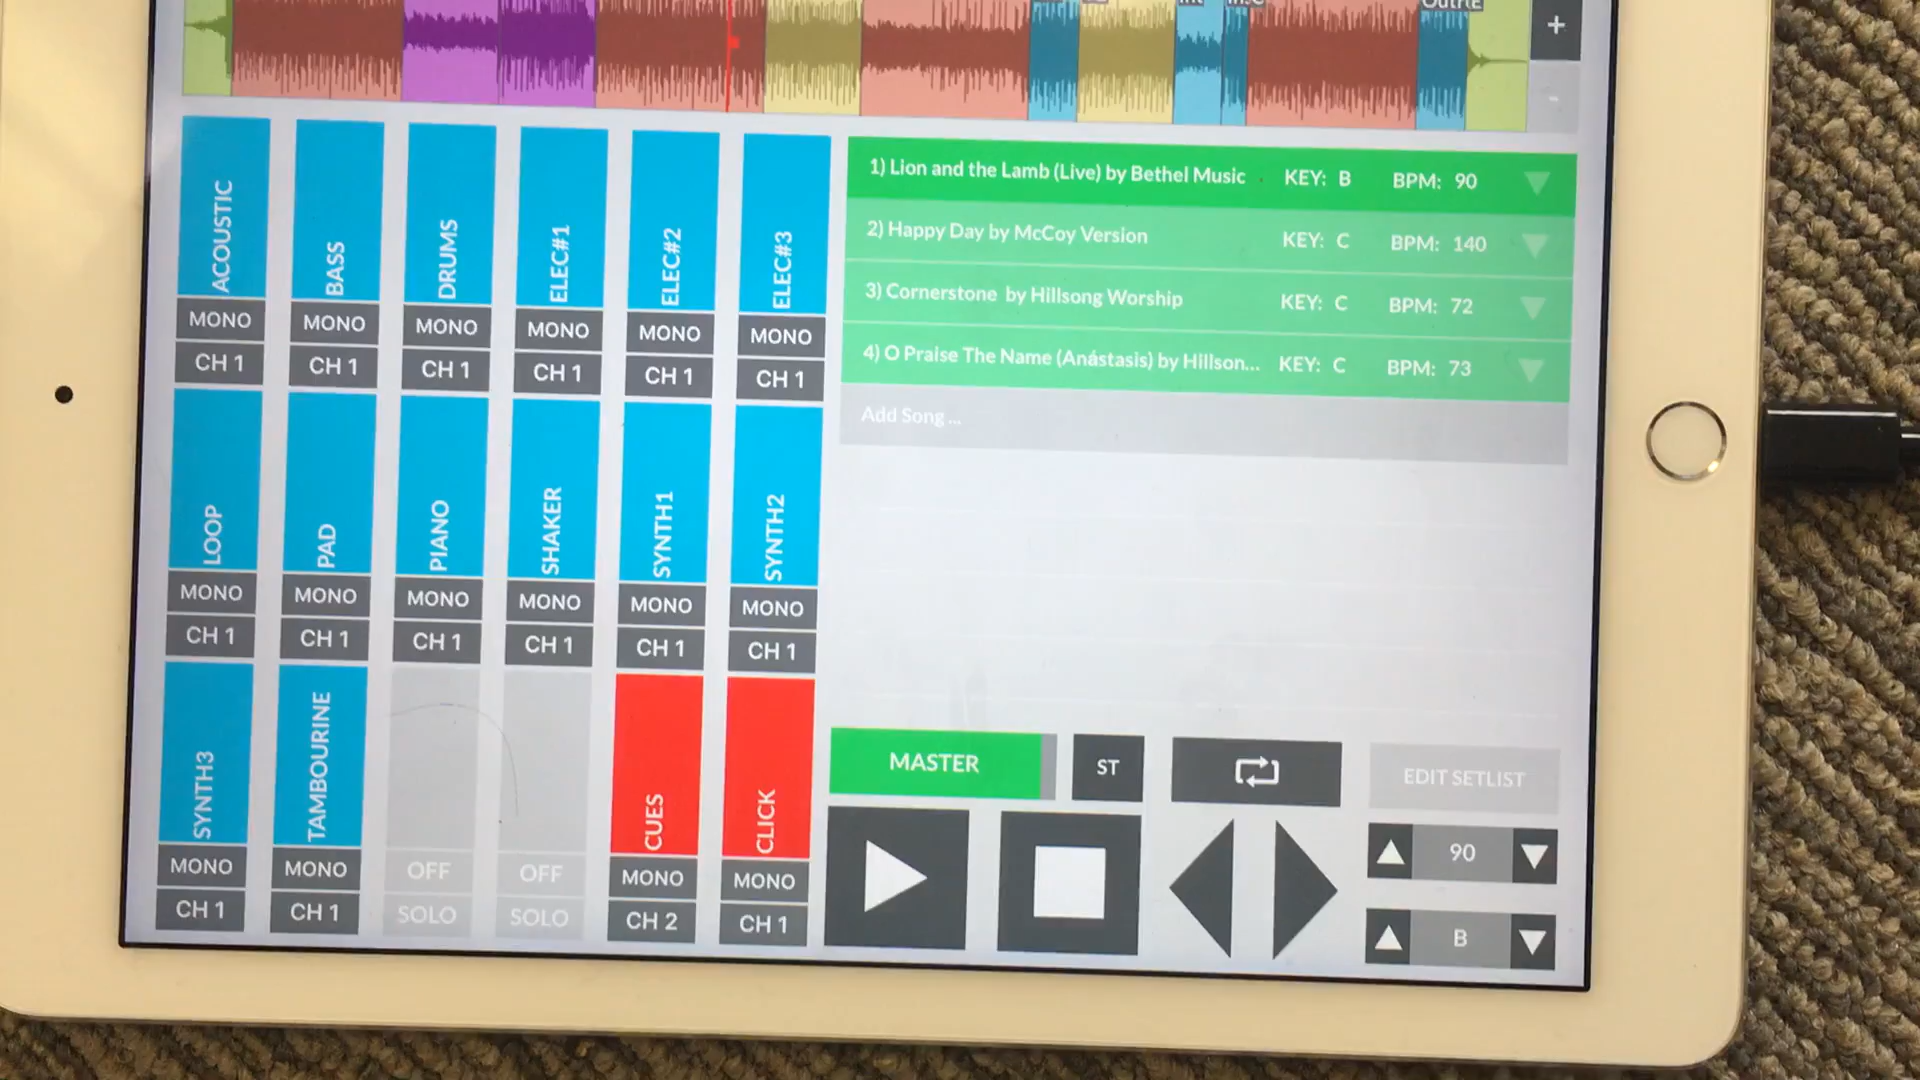 ACOUSTIC BASS DRUMS ELEC#1 ELEC#2 ELEC#3
MONO MONO MONO MONO MONO MONO
CH 1 CH 1 CH 1 CH 1 CH 1 CH 1
LOOP PAD PIANO SHAKER SYNTH1 SYNTH2
MONO MONO MONO MONO MONO MONO
CH 1 CH 1 CH 1 CH 1 CH 1 CH 1
SYNTH3 TAMBOURINE CUES CLICK
MONO MONO OFF OFF MONO MONO
CH 1 CH 1 SOLO SOLO CH 2 CH 1
1) Lion and the Lamb (Live) by Bethel Music KEY: B BPM: 90
2) Happy Day by McCoy Version KEY: C BPM: 140
3) Cornerstone by Hillsong Worship KEY: C BPM: 72
4) O Praise The Name (Anástasis) by Hillson... KEY: C BPM: 73
Add Song ...
MASTER ST EDIT SETLIST
90
B